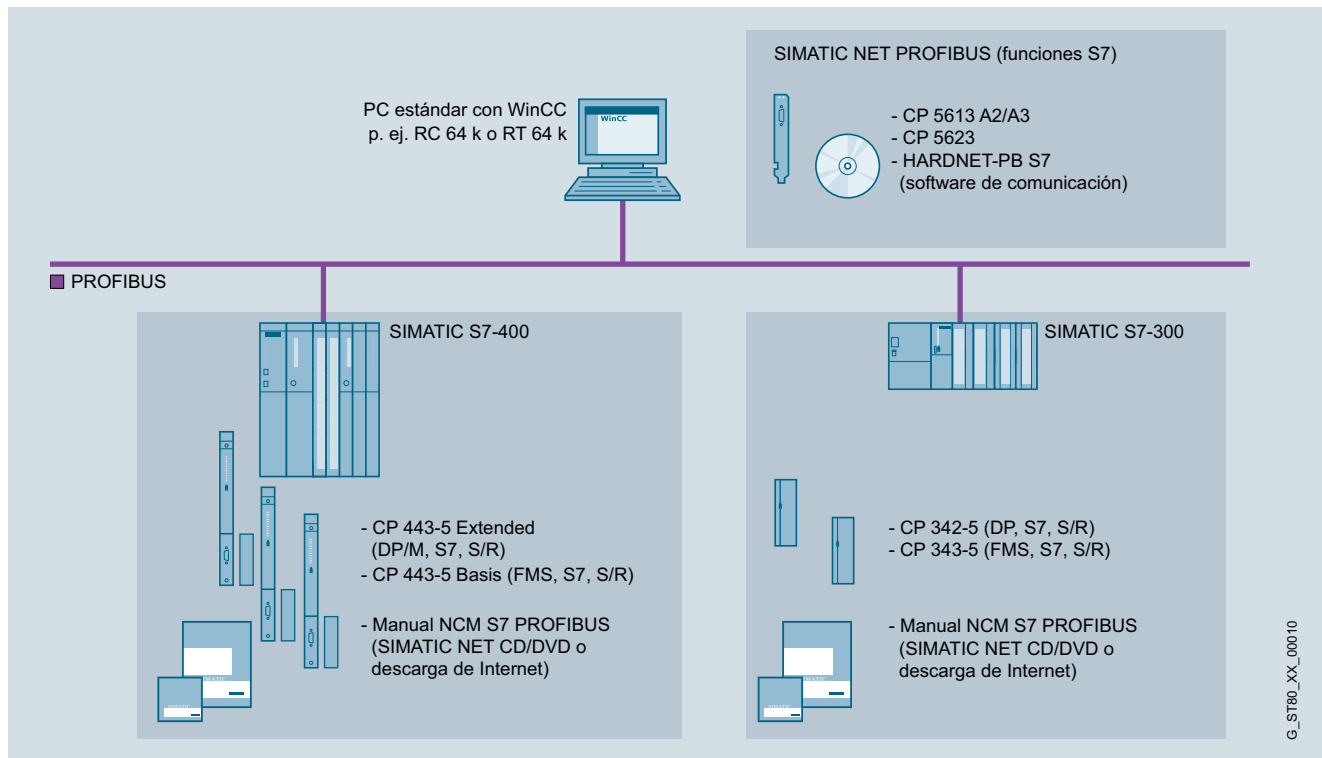 SIMATIC NET PROFIBUS (funciones S7)
PC estándar con WinCC
p. ej. RC 64 k o RT 64 k
WinCC
- CP 5613 A2/A3
- CP 5623
- HARDNET-PB S7
(software de comunicación)
PROFIBUS
SIMATIC S7-400
- CP 443-5 Extended
(DP/M, S7, S/R)
- CP 443-5 Basis (FMS, S7, S/R)
- Manual NCM S7 PROFIBUS
(SIMATIC NET CD/DVD o
descarga de Internet)
SIMATIC
SIMATIC
SIMATIC S7-300
- CP 342-5 (DP, S7, S/R)
- CP 343-5 (FMS, S7, S/R)
- Manual NCM S7 PROFIBUS
(SIMATIC NET CD/DVD o
descarga de Internet)
SIMATIC
SIMATIC
G_ST80_XX_00010